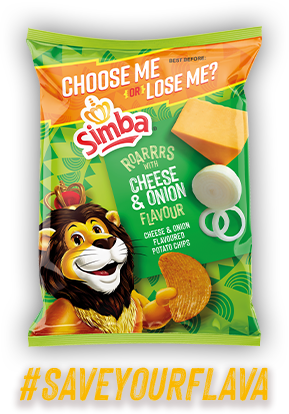 CHOOSE ME
BEST BEFORE:
OR LOSE ME?
Simba
ROARRRS
WITH
CHEESE
& ONION
FLAVOUR
CHEESE & ONION
FLAVOURED
POTATO CHIPS
#SAVEYOURFLAVA